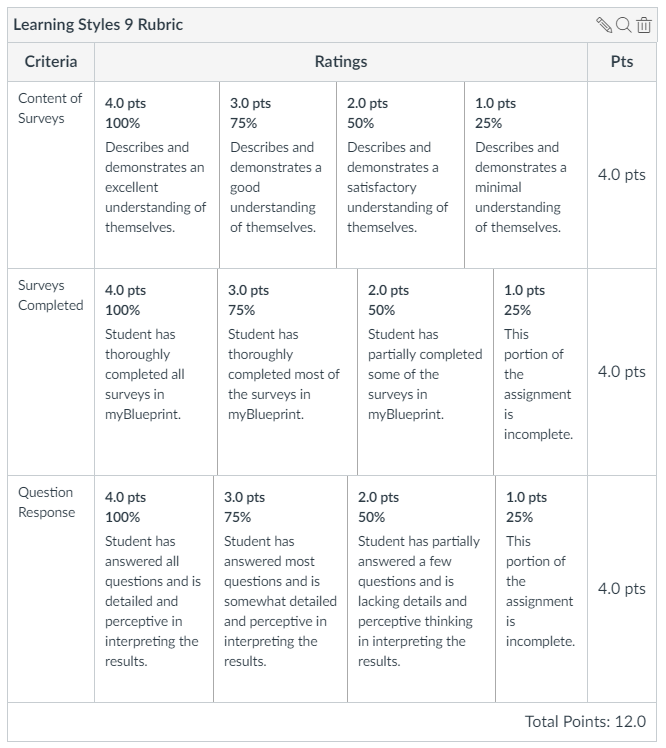 Learning Styles 9 Rubric
Criteria
Ratings
Pts
Content of
Surveys
4.0 pts
100%
Describes and
demonstrates an
excellent
understanding of
themselves.
3.0 pts
75%
Describes and
demonstrates a
good
understanding
of themselves.
2.0 pts
50%
Describes and
demonstrates a
satisfactory
understanding of
themselves.
1.0 pts
25%
Describes and
demonstrates a
minimal
understanding
of themselves.
4.0 pts
Surveys
Completed
4.0 pts
100%
Student has
thoroughly
completed all
surveys in
myBlueprint.
3.0 pts
75%
Student has
thoroughly
completed most of
the surveys in
myBlueprint.
2.0 pts
50%
Student has
partially completed
some of the
surveys in
myBlueprint.
1.0 pts
25%
This
portion of
the
assignment
is
incomplete.
4.0 pts
Question
Response
4.0 pts
100%
Student has
answered all
questions and is
detailed and
perceptive in
interpreting the
results.
3.0 pts
75%
Student has
answered most
questions and is
somewhat detailed
and perceptive in
interpreting the
results.
2.0 pts
50%
Student has partially
answered a few
questions and is
lacking details and
perceptive thinking
in interpreting the
results.
1.0 pts
25%
This
portion of
the
assignment
is
incomplete.
4.0 pts
Total Points: 12.0